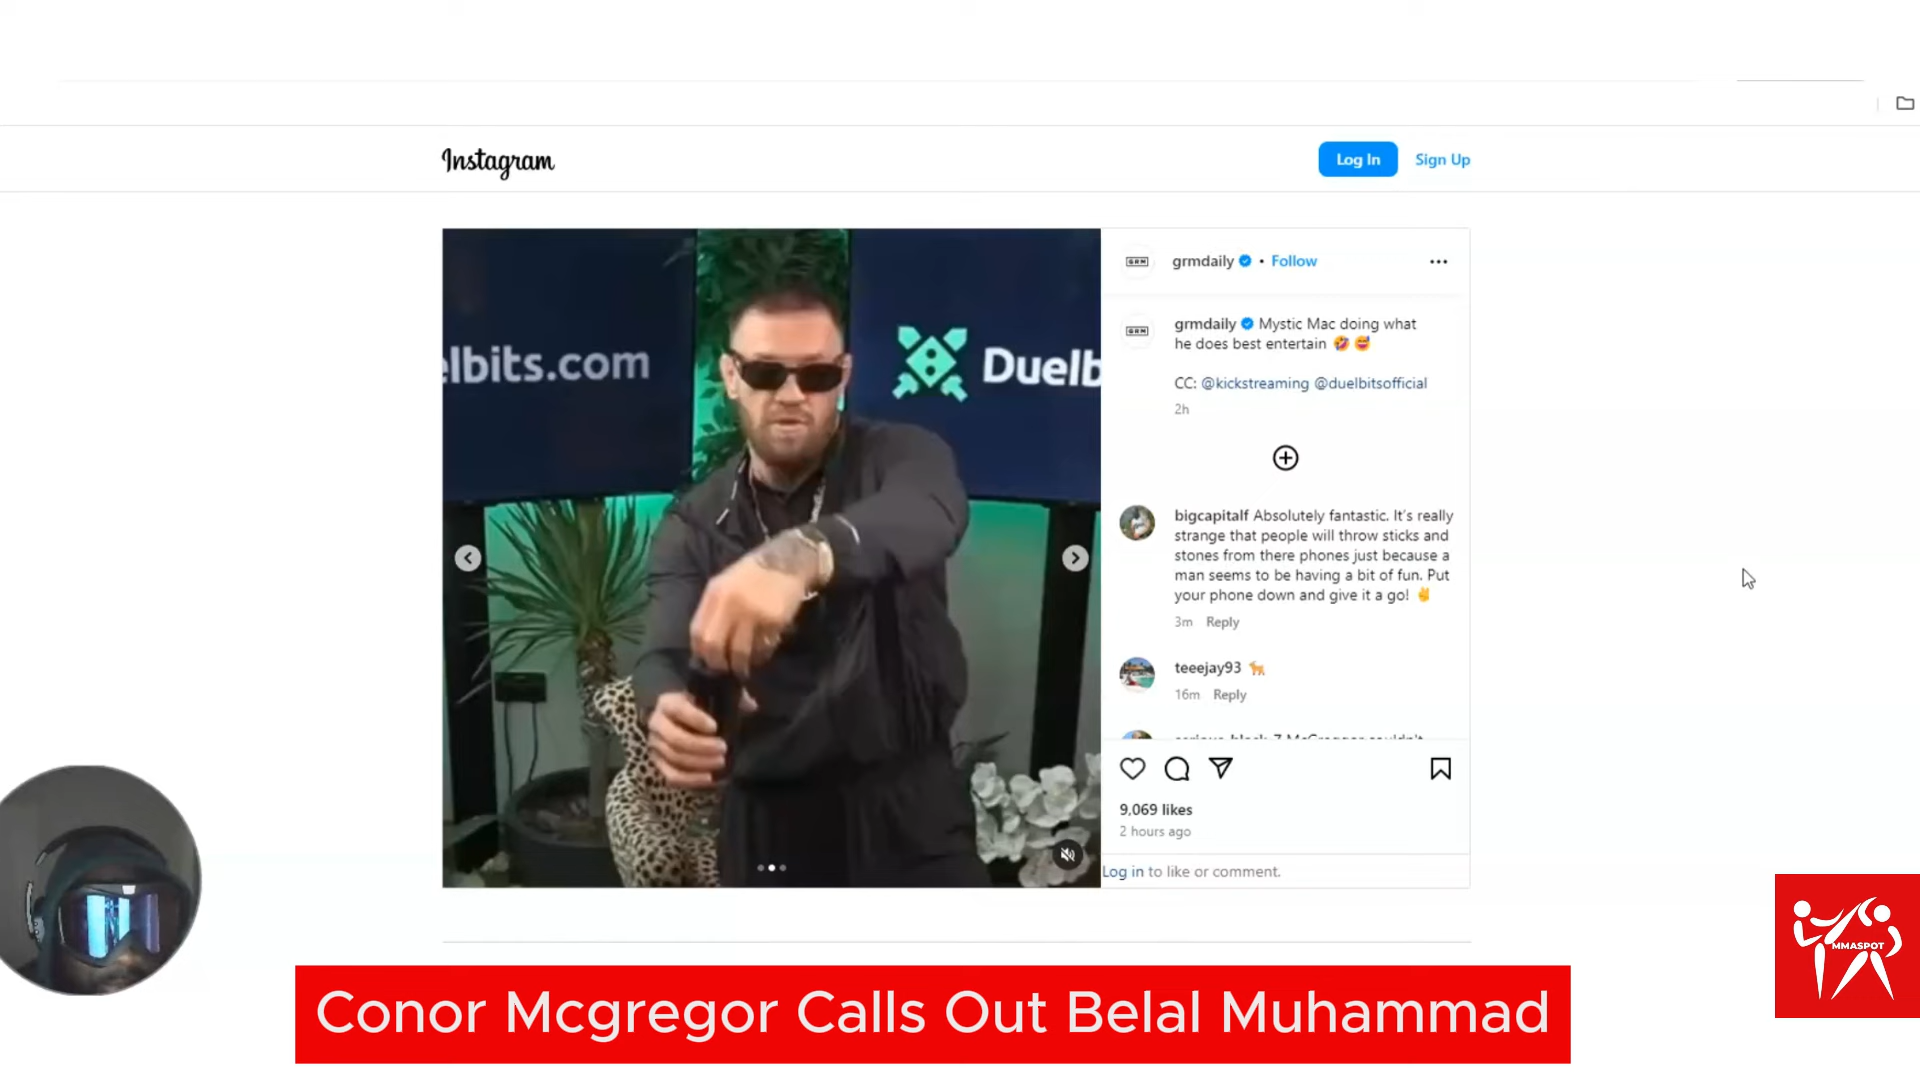 Instagram
Log In
Sign Up
lbits.com
Duelb
GRM
grmdaily • Follow
GRM
grmdaily Mystic Mac doing what
he does best entertain 🤣 😅
CC: @kickstreaming @duelbitsofficial
2h
bigcapitalf Absolutely fantastic. It's really
strange that people will throw sticks and
stones from there phones just because a
man seems to be having a bit of fun. Put
your phone down and give it a go! ✌️
3m Reply
teeejay93 🐐
16m Reply
9,069 likes
2 hours ago
Log in to like or comment.
MMASPOT
Conor Mcgregor Calls Out Belal Muhammad